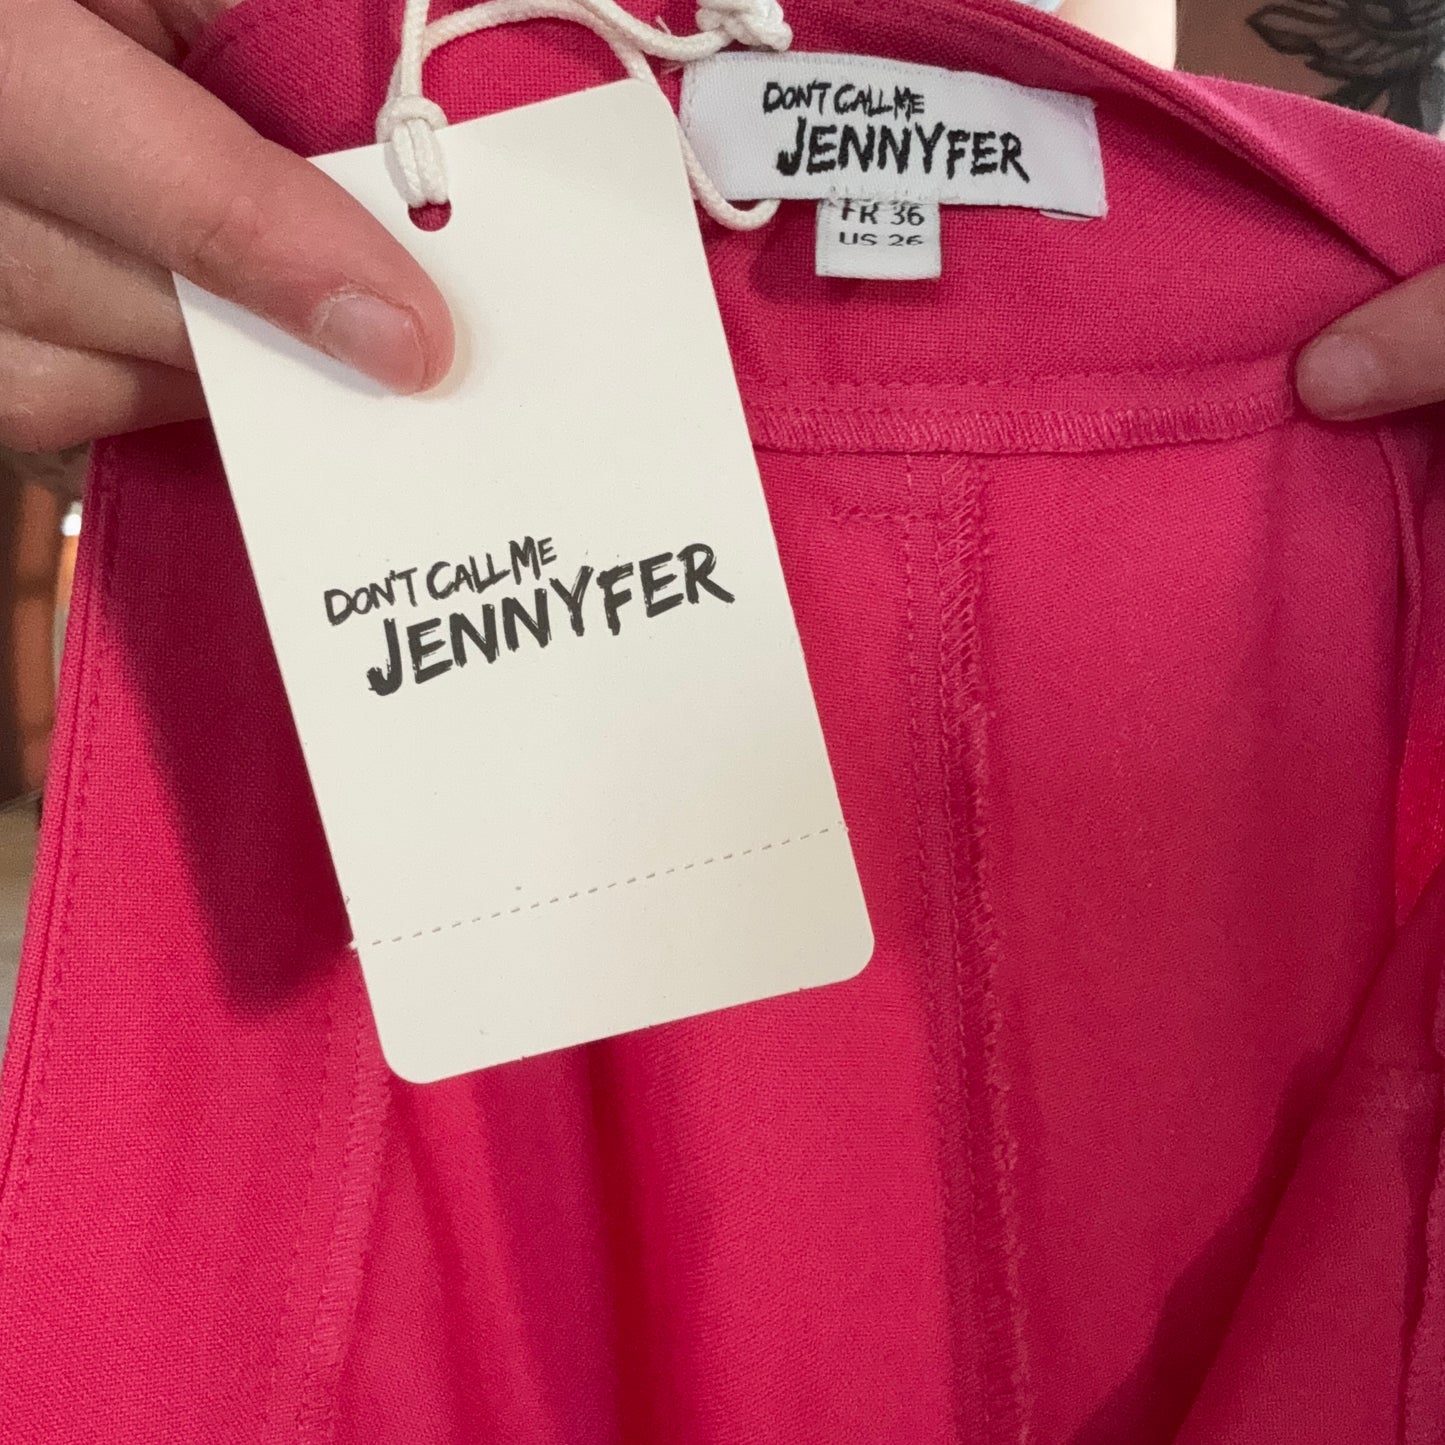 DON'T CALL ME
JENNYFER
FR 36
US 26
DON'T CALL ME
JENNYFER